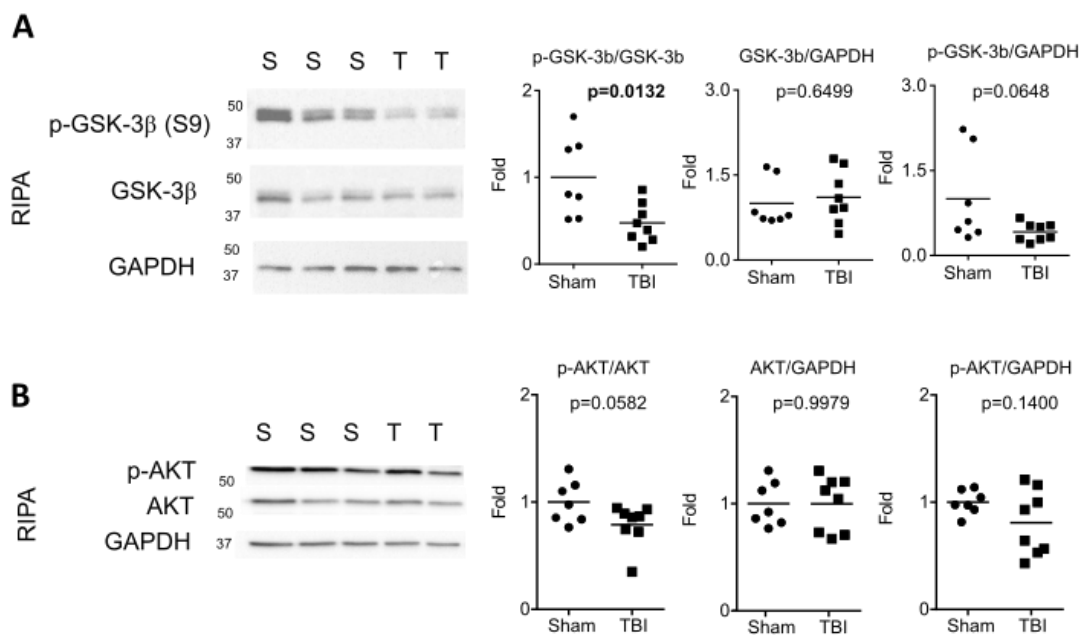 A
S S S T T
p-GSK-3β (S9)
50
37
GSK-3β
50
37
GAPDH
50
37
RIPA
p-GSK-3b/GSK-3b
p=0.0132
Fold
2
1
0
Sham TBI
GSK-3b/GAPDH
p=0.6499
Fold
3.0
1.5
0.0
Sham TBI
p-GSK-3b/GAPDH
p=0.0648
Fold
3.0
1.5
0.0
Sham TBI
B
S S S T T
p-AKT
50
AKT
50
GAPDH
37
RIPA
p-AKT/AKT
p=0.0582
Fold
2
1
0
Sham TBI
AKT/GAPDH
p=0.9979
Fold
2
1
0
Sham TBI
p-AKT/GAPDH
p=0.1400
Fold
2
1
0
Sham TBI